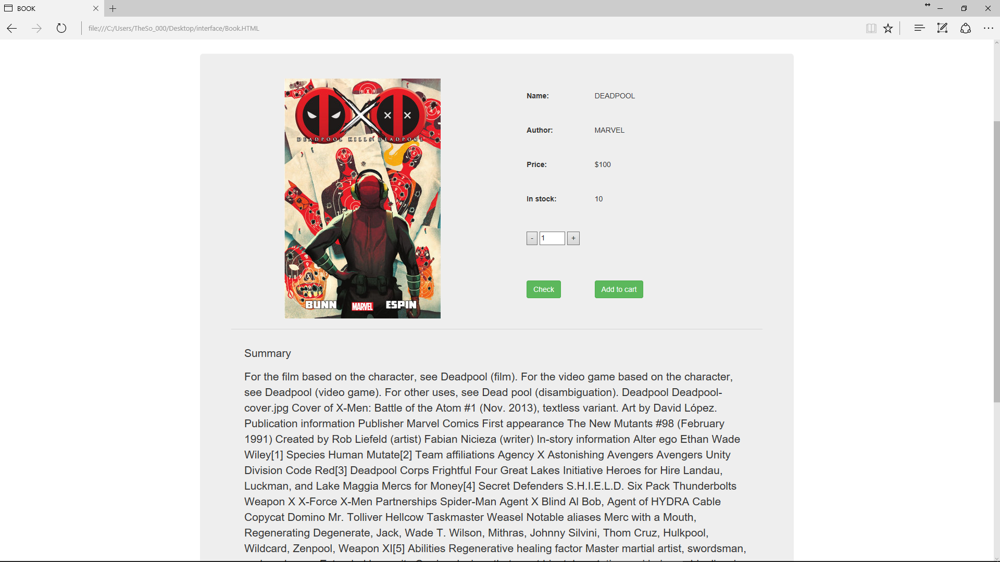 BOOK
file:///C:/Users/TheSo_000/Desktop/interface/Book.HTML
DEADPOOL KILLS DEADPOOL
BUNN MARVEL ESPIN
Name: DEADPOOL
Author: MARVEL
Price: $100
In stock: 10
- 1 +
Check Add to cart
Summary
For the film based on the character, see Deadpool (film). For the video game based on the character,
see Deadpool (video game). For other uses, see Dead pool (disambiguation). Deadpool Deadpool-
cover.jpg Cover of X-Men: Battle of the Atom #1 (Nov. 2013), textless variant. Art by David López.
Publication information Publisher Marvel Comics First appearance The New Mutants #98 (February
1991) Created by Rob Liefeld (artist) Fabian Nicieza (writer) In-story information Alter ego Ethan Wade
Wiley[1] Species Human Mutate[2] Team affiliations Agency X Astonishing Avengers Avengers Unity
Division Code Red[3] Deadpool Corps Frightful Four Great Lakes Initiative Heroes for Hire Landau,
Luckman, and Lake Maggia Mercs for Money[4] Secret Defenders S.H.I.E.L.D. Six Pack Thunderbolts
Weapon X X-Force X-Men Partnerships Spider-Man Agent X Blind Al Bob, Agent of HYDRA Cable
Copycat Domino Mr. Tolliver Hellcow Taskmaster Weasel Notable aliases Merc with a Mouth,
Regenerating Degenerate, Jack, Wade T. Wilson, Mithras, Johnny Silvini, Thom Cruz, Hulkpool,
Wildcard, Zenpool, Weapon XI[5] Abilities Regenerative healing factor Master martial artist, swordsman,